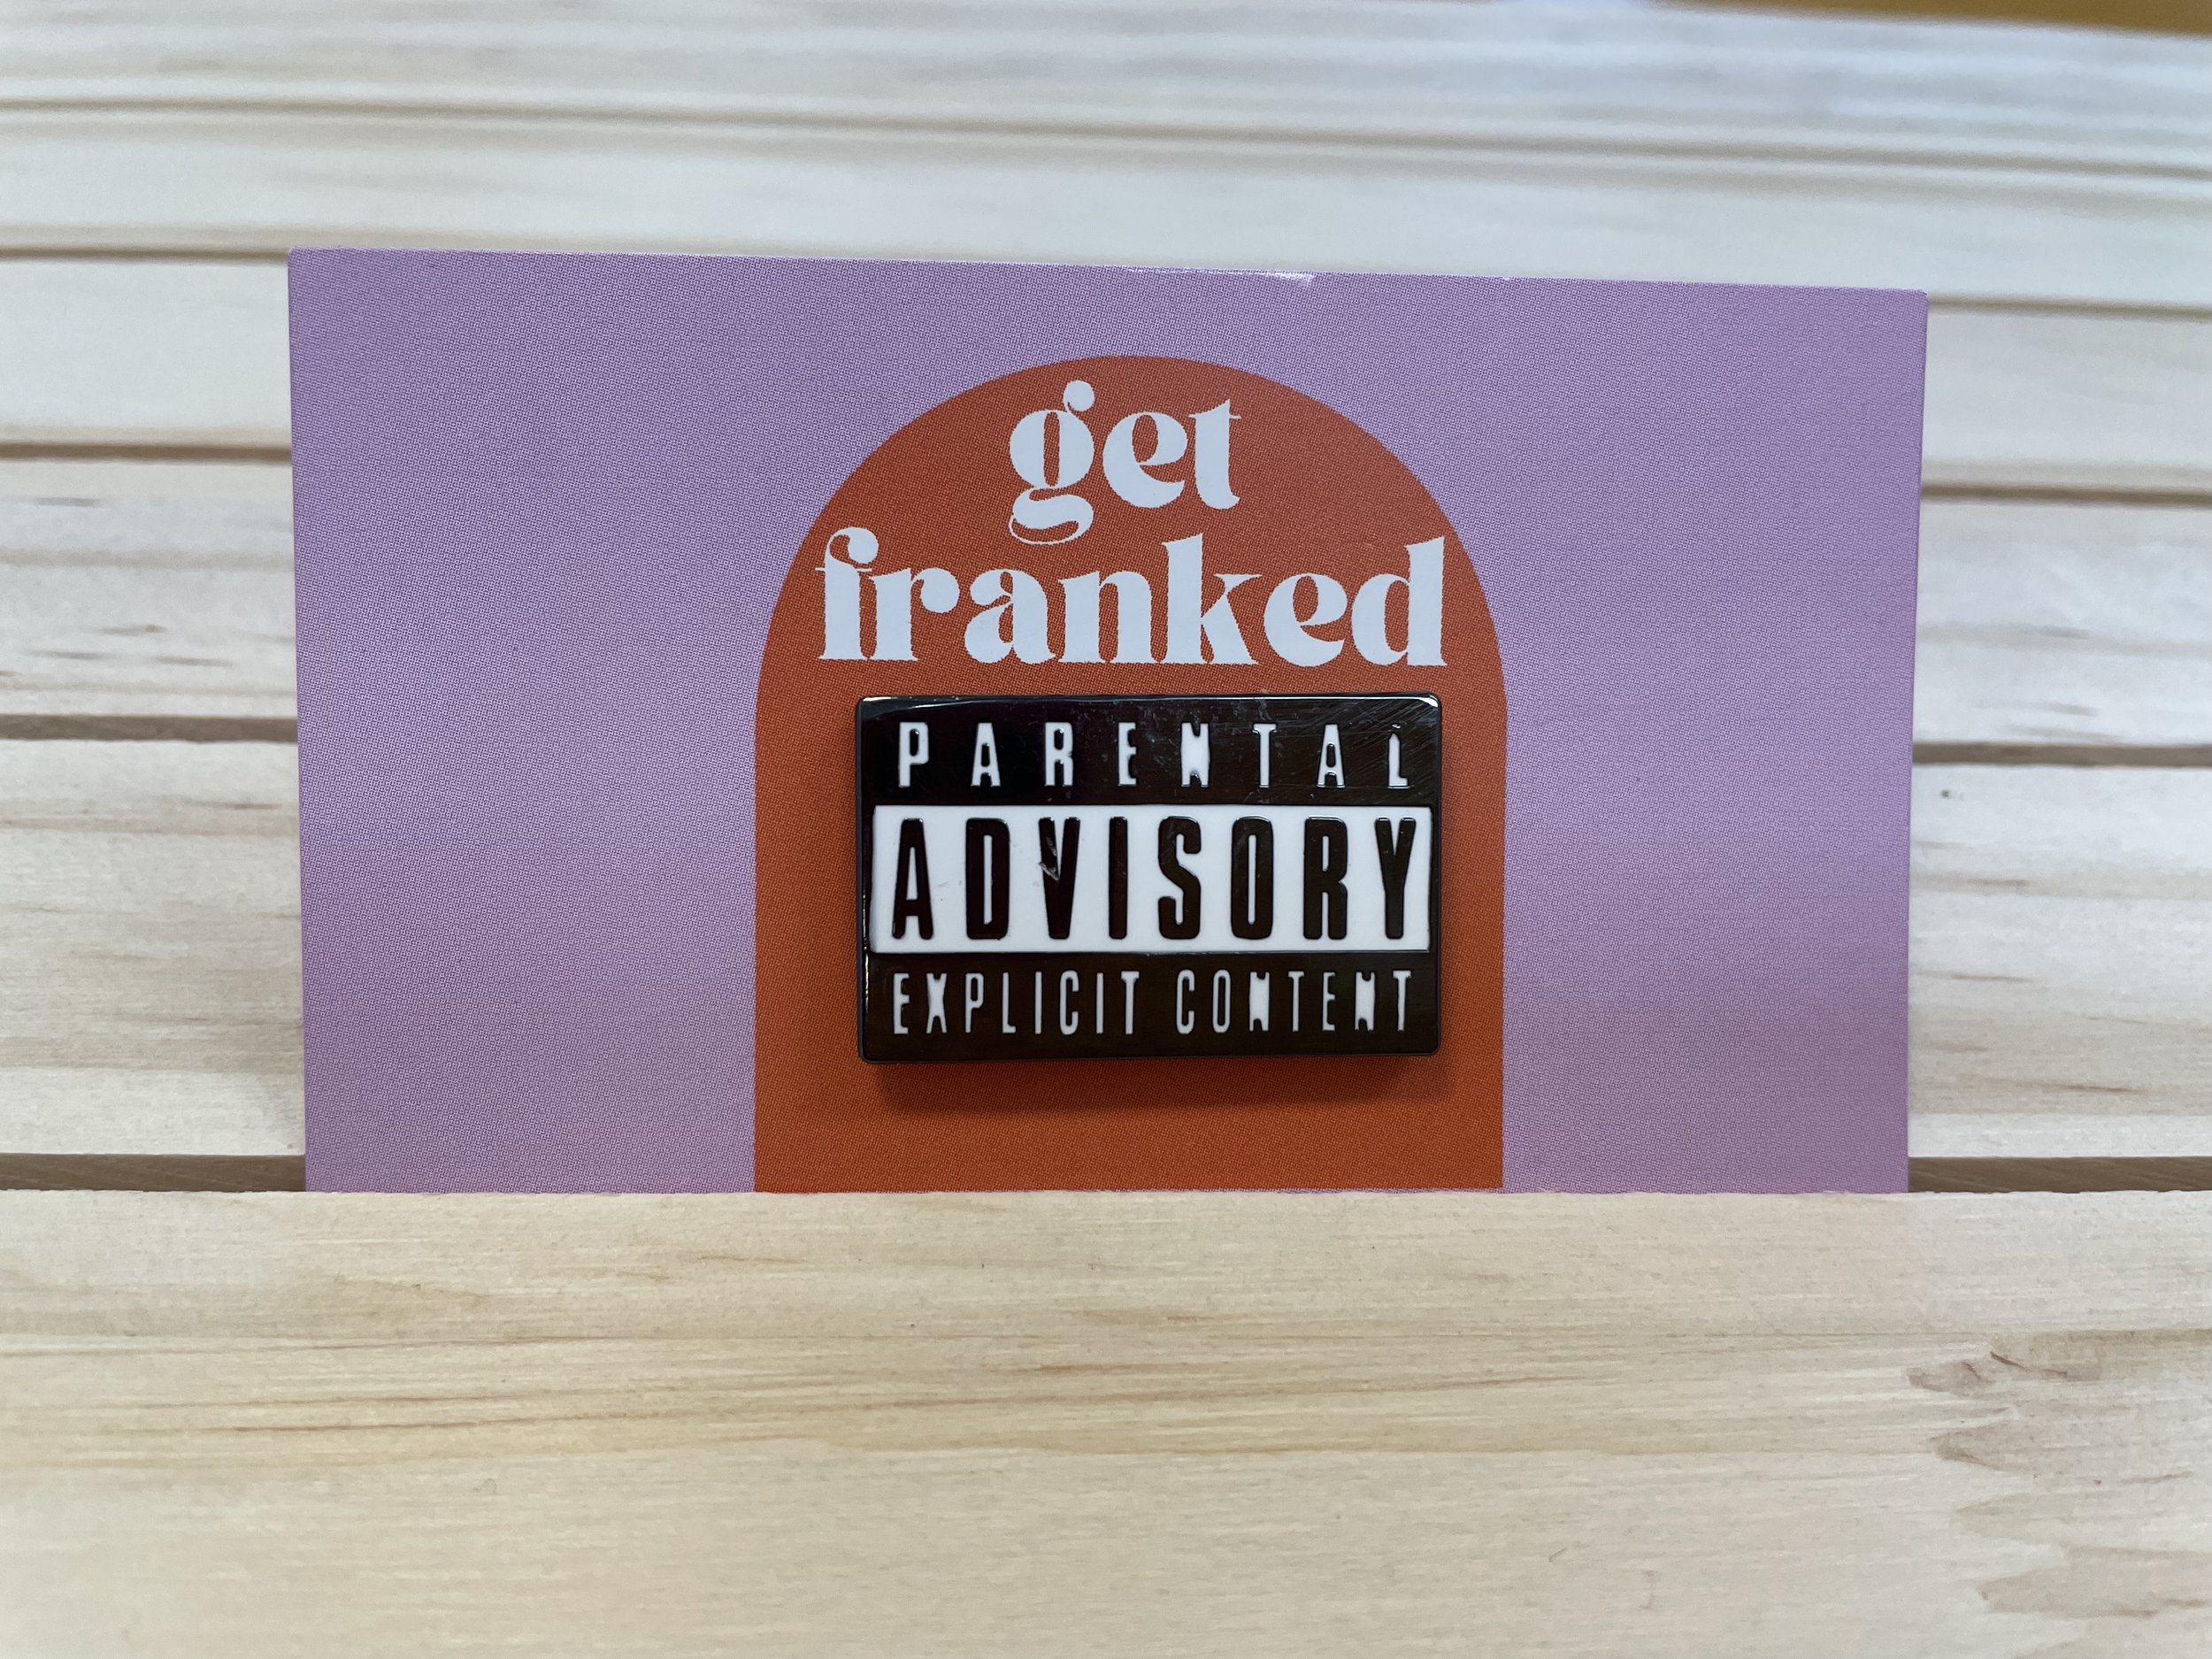 get
franked
PARENTAL
ADVISORY
EXPLICIT CONTENT